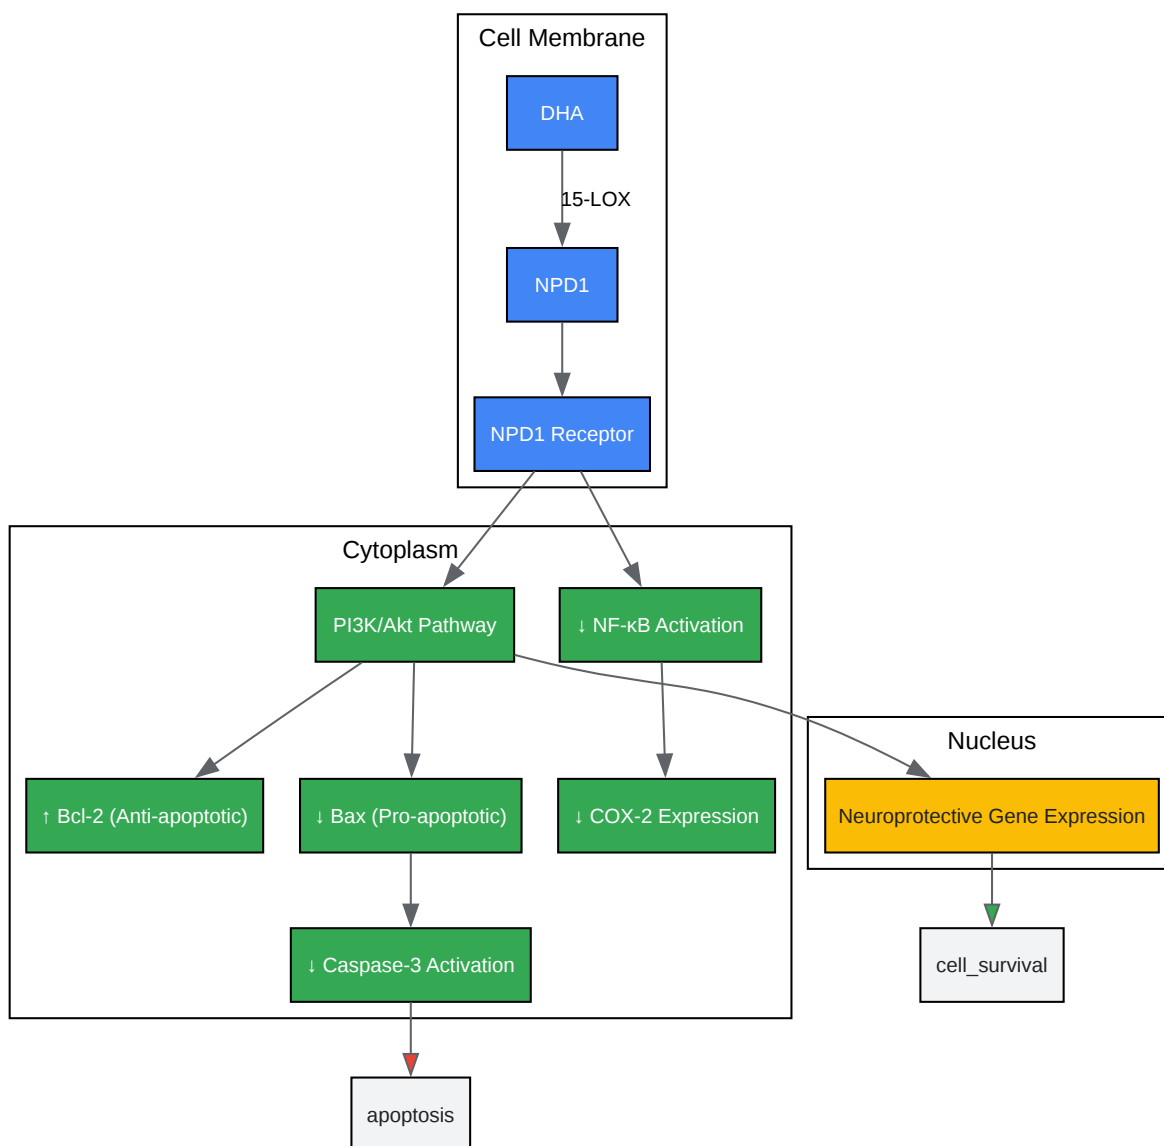 Cell Membrane
DHA
15-LOX
NPD1
NPD1 Receptor
Cytoplasm
PI3K/Akt Pathway
↓ NF-κB Activation
Nucleus
↑ Bcl-2 (Anti-apoptotic)
↓ Bax (Pro-apoptotic)
↓ COX-2 Expression
Neuroprotective Gene Expression
↓ Caspase-3 Activation
cell_survival
apoptosis